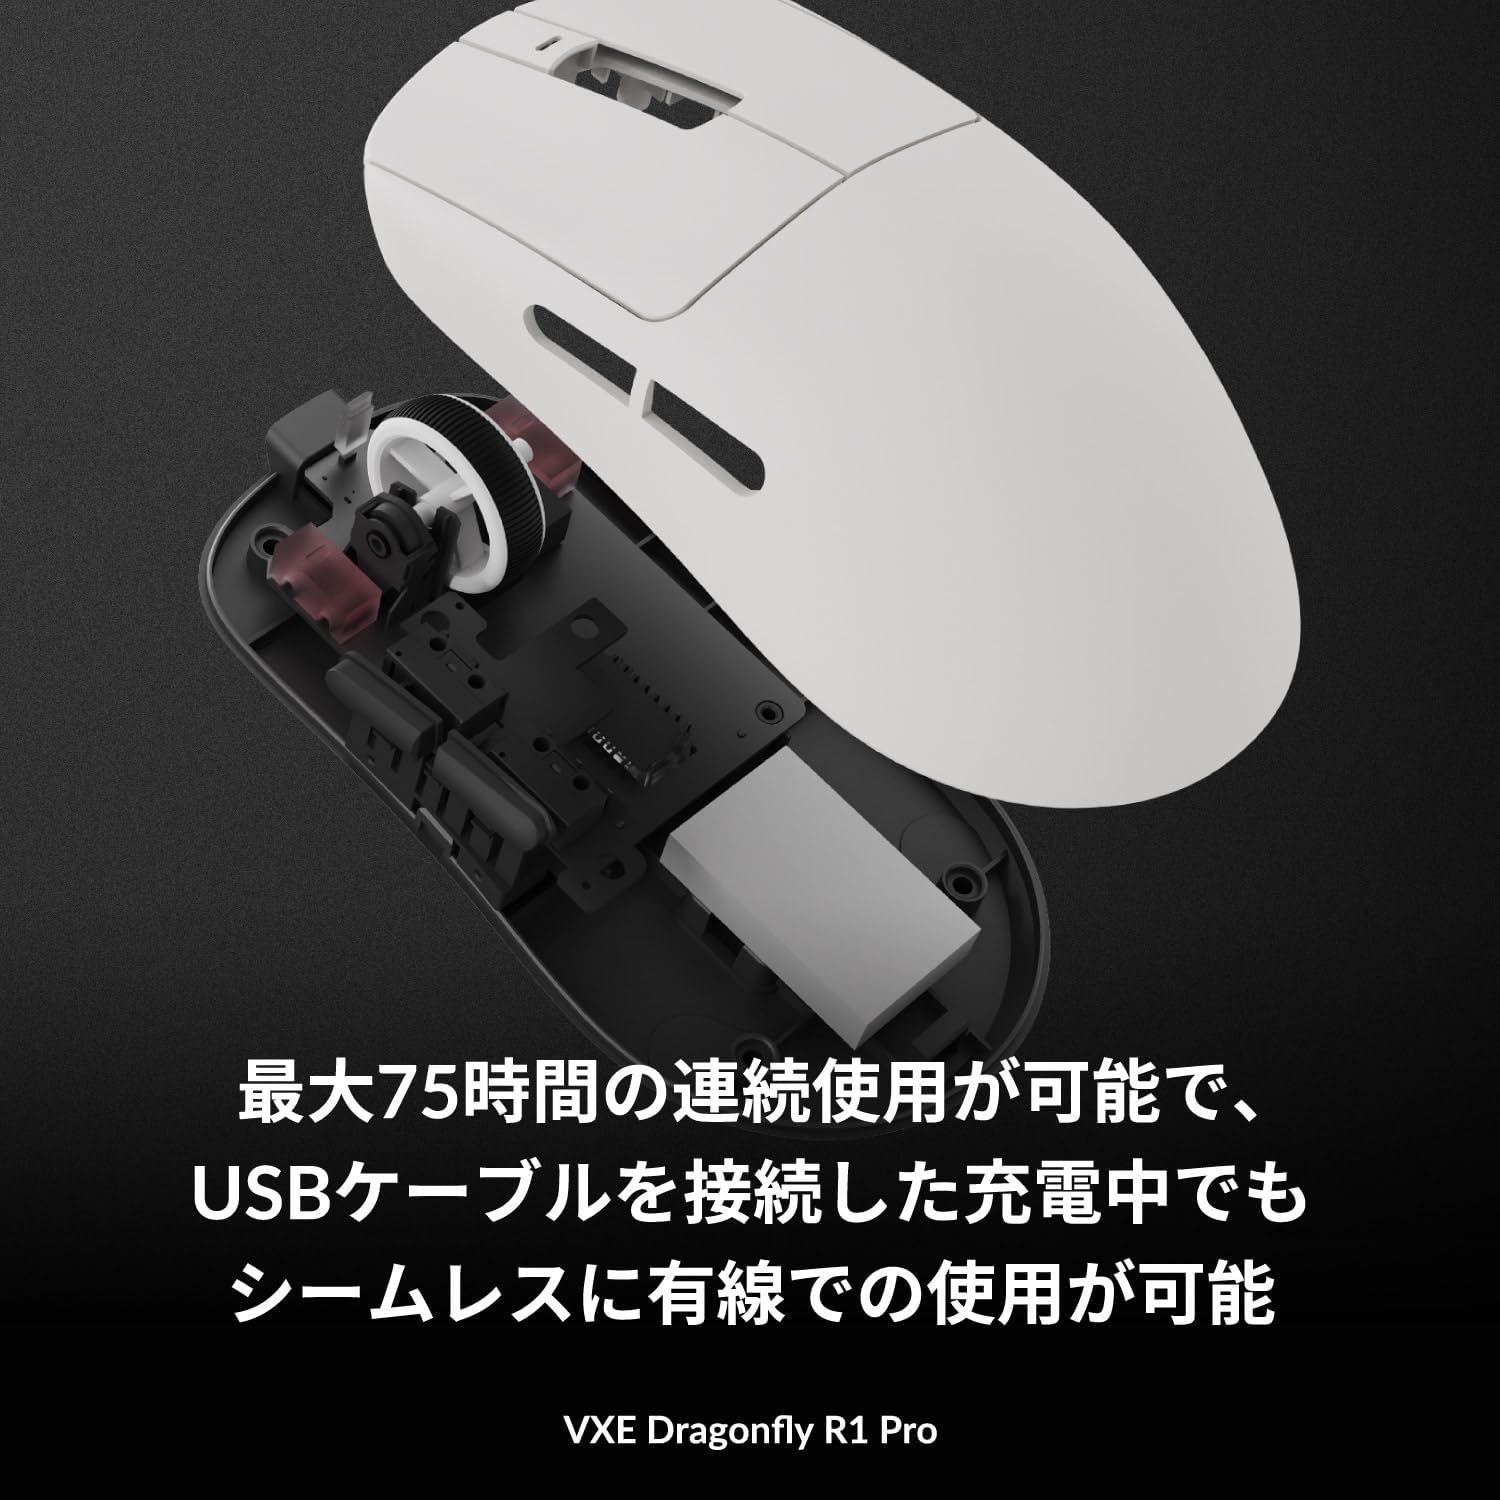 最大75時間の連続使用が可能で、
USBケーブルを接続した充電中でも
シームレスに有線での使用が可能
VXE Dragonfly R1 Pro